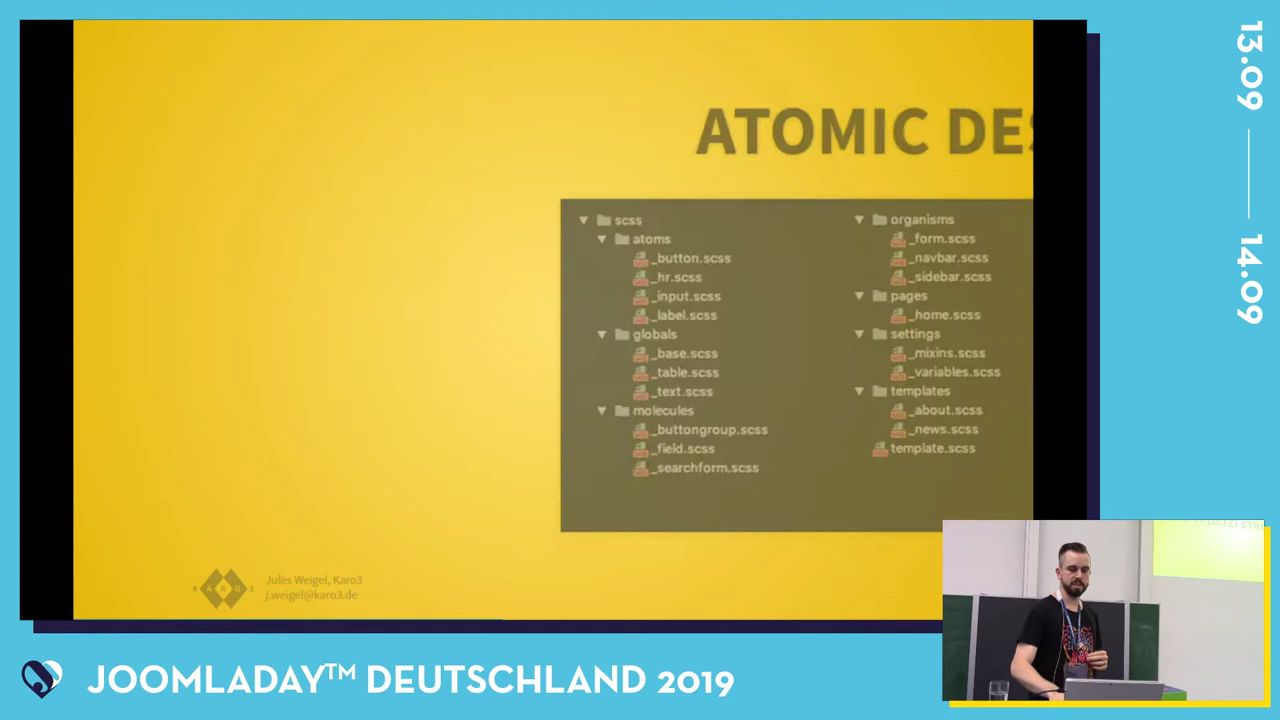 ATOMIC DES
scss
atoms
_button.scss
_hr.scss
_input.scss
_label.scss
globals
_base.scss
_table.scss
_text.scss
molecules
_buttongroup.scss
_field.scss
_searchform.scss
organisms
_form.scss
_navbar.scss
_sidebar.scss
pages
_home.scss
settings
_mixins.scss
_variables.scss
templates
_about.scss
_news.scss
template.scss
KARO3
Jules Weigel, Karo3
j.weigel@karo3.de
13.09
14.09
JOOMLADAY™ DEUTSCHLAND 2019